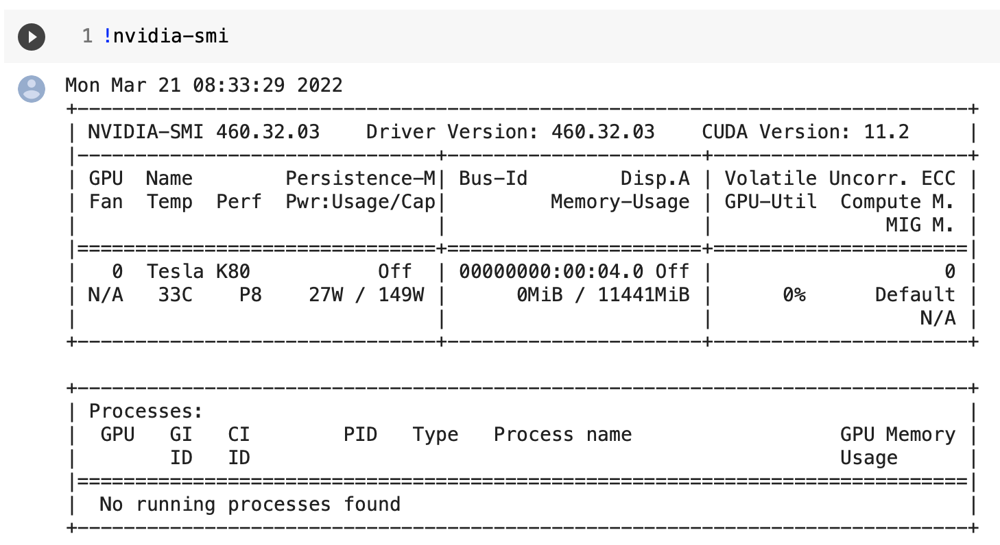 1 !nvidia-smi
Mon Mar 21 08:33:29 2022
+-----------------------------------------------------------------------------+
| NVIDIA-SMI 460.32.03    Driver Version: 460.32.03    CUDA Version: 11.2     |
|-------------------------------+----------------------+----------------------+
| GPU  Name        Persistence-M| Bus-Id        Disp.A | Volatile Uncorr. ECC |
| Fan  Temp  Perf  Pwr:Usage/Cap|         Memory-Usage | GPU-Util  Compute M. |
|                               |                      |               MIG M. |
|===============================+======================+======================|
|   0  Tesla K80           Off  | 00000000:00:04.0 Off |                    0 |
| N/A   33C    P8    27W / 149W |      0MiB / 11441MiB |      0%      Default |
|                               |                      |                  N/A |
+-------------------------------+----------------------+----------------------+

+-----------------------------------------------------------------------------+
| Processes:                                                                  |
|  GPU   GI   CI        PID   Type   Process name                  GPU Memory |
|        ID   ID                                                   Usage      |
|=============================================================================|
|  No running processes found                                                 |
+-----------------------------------------------------------------------------+